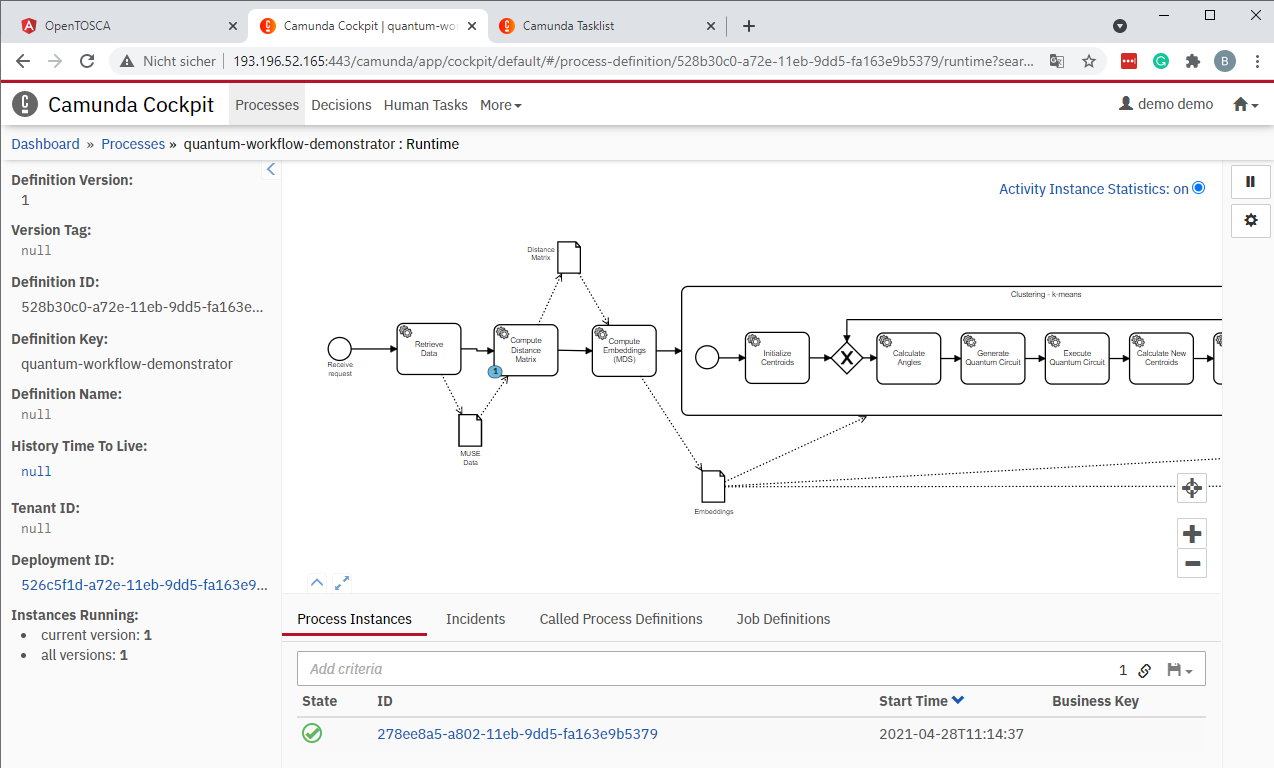 OpenTOSCA
Camunda Cockpit | quantum-wor
Camunda Tasklist
Nicht sicher
193.196.52.165:443/camunda/app/cockpit/default/#/process-definition/528b30c0-a72e-11eb-9dd5-fa163e9b5379/runtime?sear...
B
Camunda Cockpit
Processes
Decisions
Human Tasks
More
demo demo
Dashboard » Processes » quantum-workflow-demonstrator : Runtime
Definition Version:
1
Version Tag:
null
Definition ID:
528b30c0-a72e-11eb-9dd5-fa163e...
Definition Key:
quantum-workflow-demonstrator
Definition Name:
null
History Time To Live:
null
Tenant ID:
null
Deployment ID:
526c5f1d-a72e-11eb-9dd5-fa163e9...
Instances Running:
current version: 1
all versions: 1
Activity Instance Statistics: on
Distance
Matrix
Clustering - k-means
Receive
request
Retrieve
Data
Compute
Distance
Matrix
1
Compute
Embeddings
(MDS)
Initialize
Centroids
X
Calculate
Angles
Generate
Quantum Circuit
Execute
Quantum Circuit
Calculate New
Centroids
MUSE
Data
Embeddings
Process Instances
Incidents
Called Process Definitions
Job Definitions
Add criteria
1
State
ID
Start Time
Business Key
278ee8a5-a802-11eb-9dd5-fa163e9b5379
2021-04-28T11:14:37